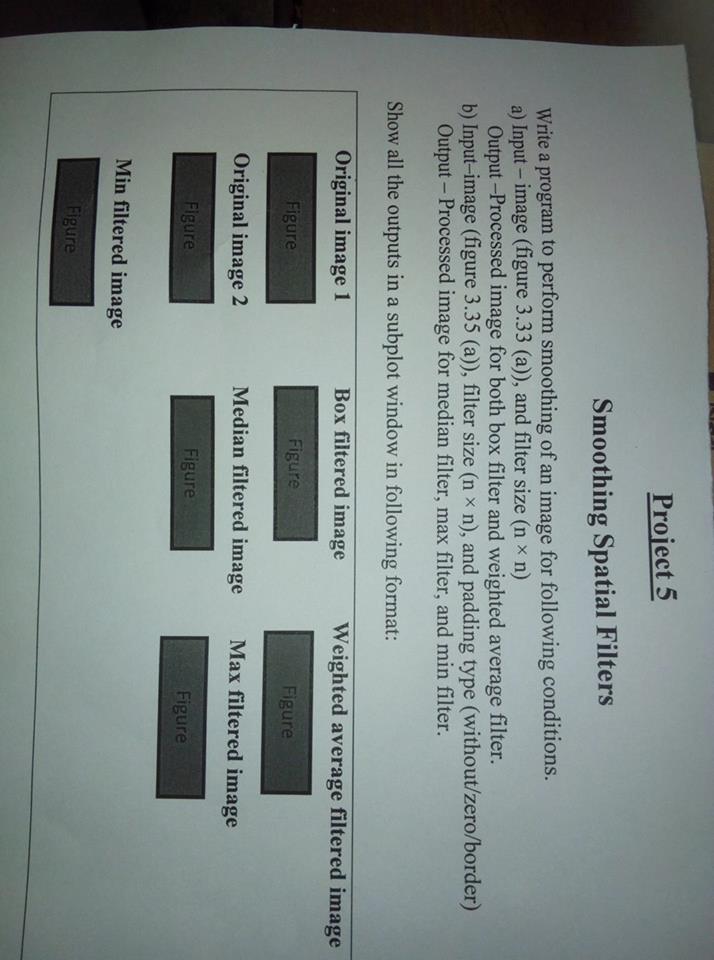 Project 5
Smoothing Spatial Filters
Write a program to perform smoothing of an image for following conditions.
a) Input – image (figure 3.33 (a)), and filter size (n × n)
Output –Processed image for both box filter and weighted average filter.
b) Input–image (figure 3.35 (a)), filter size (n × n), and padding type (without/zero/border)
Output – Processed image for median filter, max filter, and min filter.
Show all the outputs in a subplot window in following format:
Original image 1 Box filtered image Weighted average filtered image
Figure Figure Figure
Original image 2 Median filtered image Max filtered image
Figure Figure Figure
Min filtered image
Figure